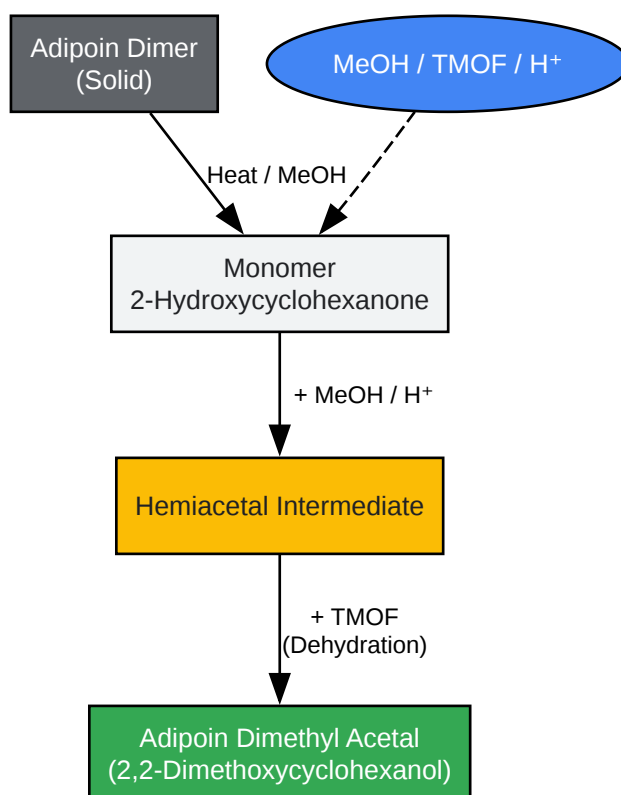 Adipoin Dimer
(Solid)
MeOH / TMOF / H⁺
Heat / MeOH
Monomer
2-Hydroxycyclohexanone
+ MeOH / H⁺
Hemiacetal Intermediate
+ TMOF
(Dehydration)
Adipoin Dimethyl Acetal
(2,2-Dimethoxycyclohexanol)